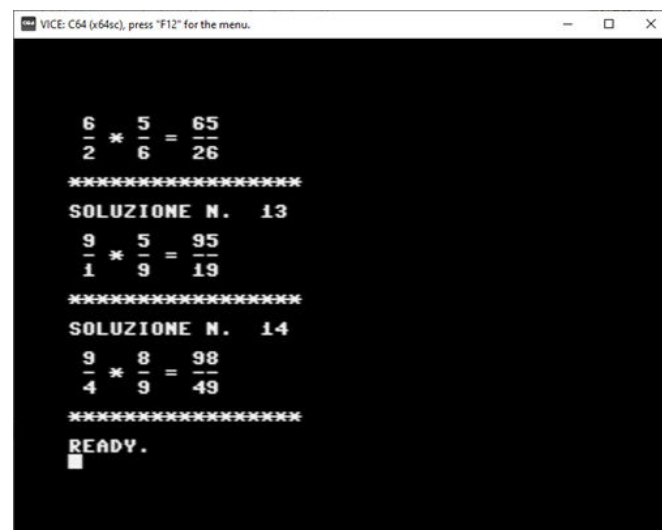 C64 VICE: C64 (x64sc), press "F12" for the menu.
6   5   65
- * - = --
2   6   26
******************
SOLUZIONE N.  13
9   5   95
- * - = --
1   9   19
******************
SOLUZIONE N.  14
9   8   98
- * - = --
4   9   49
******************
READY.